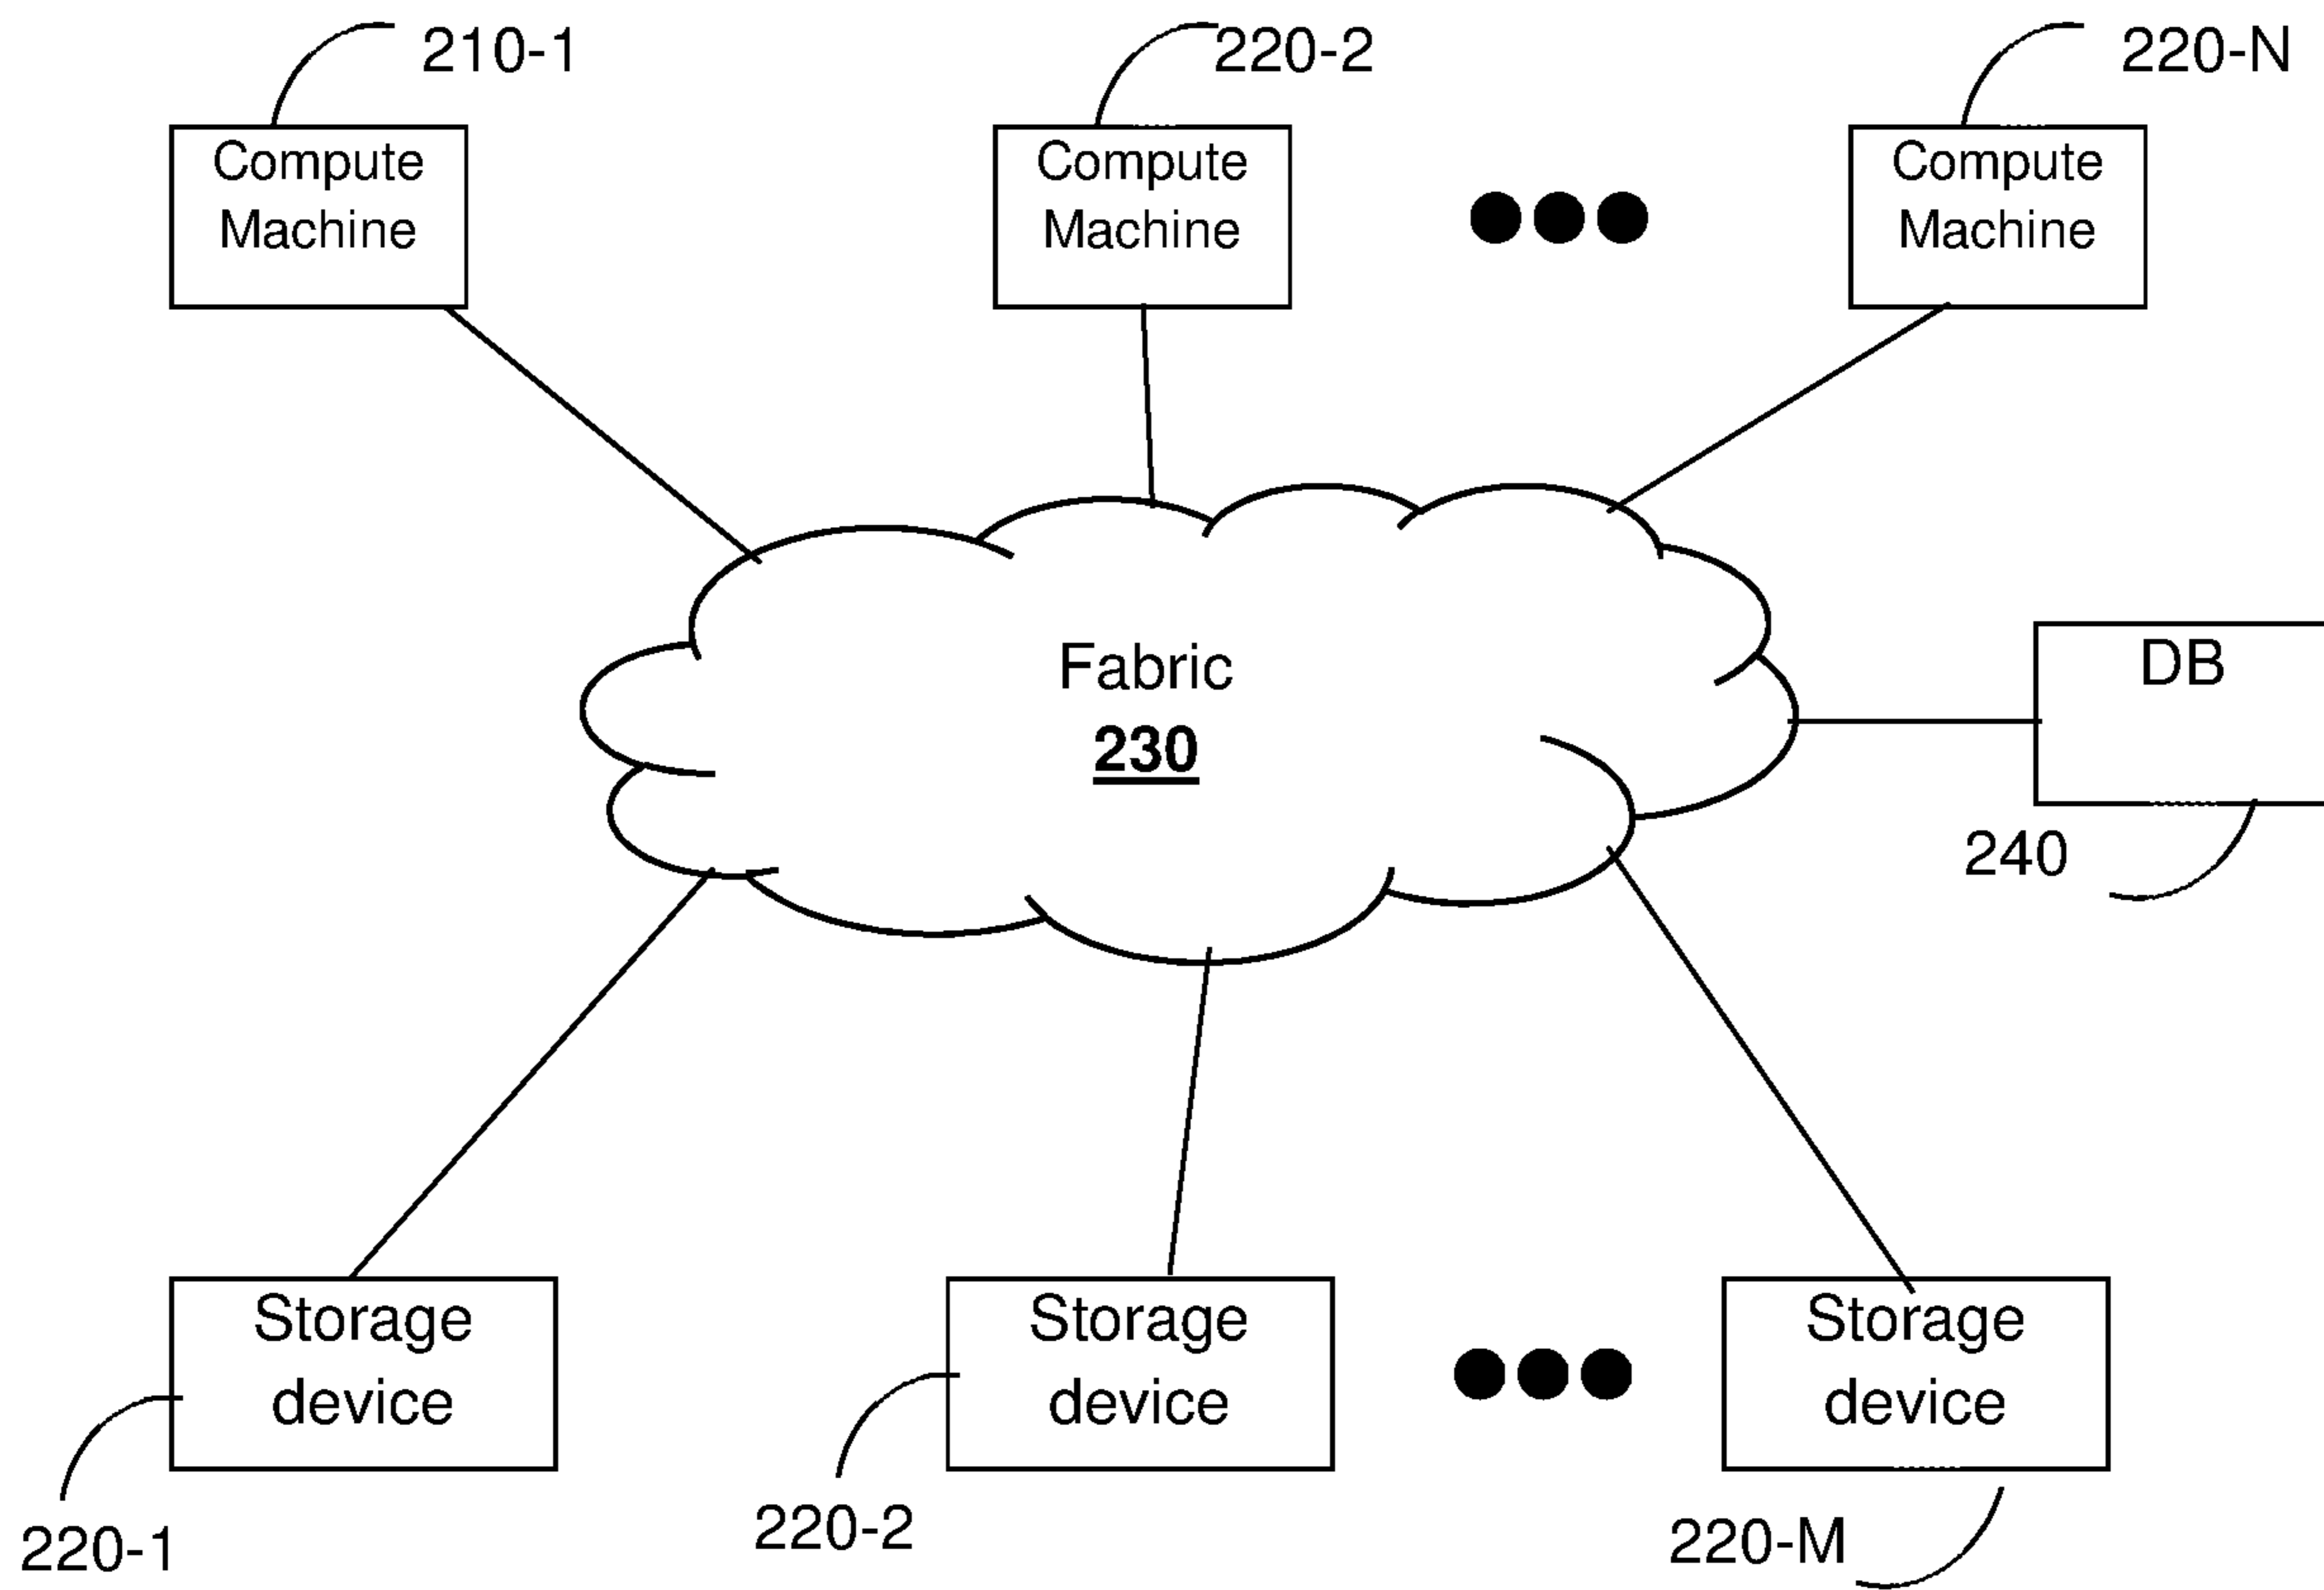 210-1
220-2
220-N
Compute
Machine
Compute
Machine
Compute
Machine
Fabric
230
DB
240
Storage
device
Storage
device
Storage
device
220-1
220-2
220-M